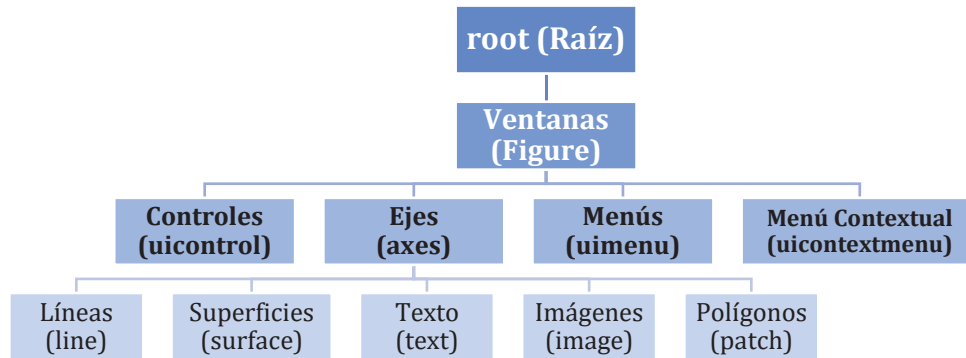 root (Raíz)
Ventanas
(Figure)
Controles
(uicontrol)
Ejes
(axes)
Menús
(uimenu)
Menú Contextual
(uicontextmenu)
Líneas
(line)
Superficies
(surface)
Texto
(text)
Imágenes
(image)
Polígonos
(patch)